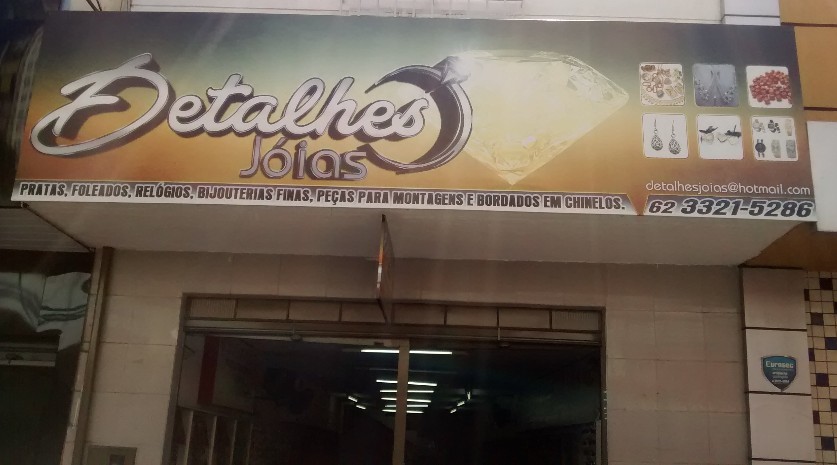 Detalhes
Jóias
PRATAS, FOLEADOS, RELÓGIOS, BIJOUTERIAS FINAS, PEÇAS PARA MONTAGENS E BORDADOS EM CHINELOS.
detalhesjoias@hotmail.com
62 3321-5286